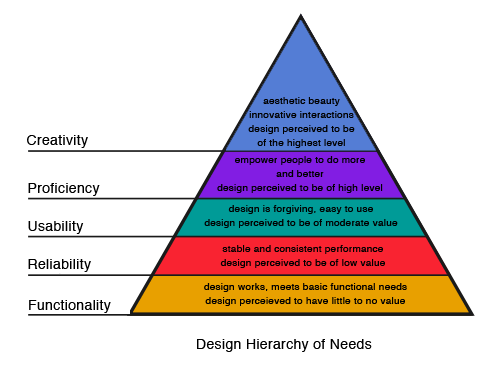 aesthetic beauty
innovative interactions
design perceived to be
of the highest level
Creativity
empower people to do more
and better
design perceived to be of high level
Proficiency
design is forgiving, easy to use
design perceived to be of moderate value
Usability
stable and consistent performance
design perceived to be of low value
Reliability
design works, meets basic functional needs
design perceieved to have little to no value
Functionality
Design Hierarchy of Needs